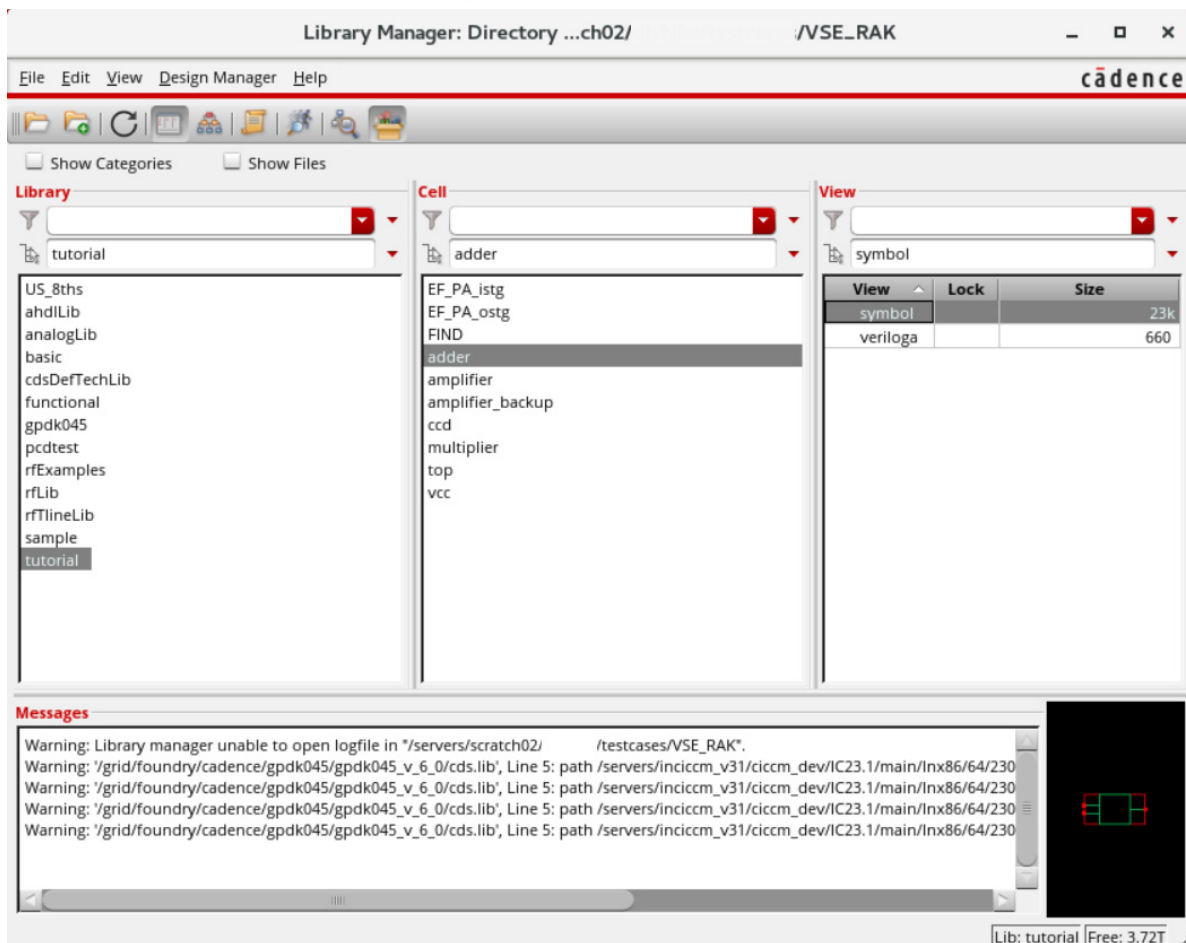 Library Manager: Directory ...ch02/ /VSE_RAK
File Edit View Design Manager Help
cādence
Show Categories Show Files
Library
tutorial
US_8ths
ahdlLib
analogLib
basic
cdsDefTechLib
functional
gpdk045
pcdtest
rfExamples
rfLib
rfTlineLib
sample
tutorial
Cell
adder
EF_PA_istg
EF_PA_ostg
FIND
adder
amplifier
amplifier_backup
ccd
multiplier
top
vcc
View
symbol
View Lock Size
symbol 23k
veriloga 660
Messages
Warning: Library manager unable to open logfile in "/servers/scratch02/ /testcases/VSE_RAK".
Warning: '/grid/foundry/cadence/gpdk045/gpdk045_v_6_0/cds.lib', Line 5: path /servers/inciccm_v31/ciccm_dev/IC23.1/main/lnx86/64/230
Warning: '/grid/foundry/cadence/gpdk045/gpdk045_v_6_0/cds.lib', Line 5: path /servers/inciccm_v31/ciccm_dev/IC23.1/main/lnx86/64/230
Warning: '/grid/foundry/cadence/gpdk045/gpdk045_v_6_0/cds.lib', Line 5: path /servers/inciccm_v31/ciccm_dev/IC23.1/main/lnx86/64/230
Warning: '/grid/foundry/cadence/gpdk045/gpdk045_v_6_0/cds.lib', Line 5: path /servers/inciccm_v31/ciccm_dev/IC23.1/main/lnx86/64/230
Lib: tutorial Free: 3.72T